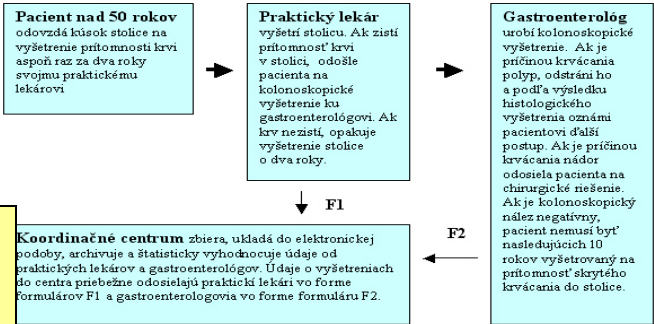 Pacient nad 50 rokov
odovzdá kúsok stolice na
vyšetrenie prítomnosti krvi
aspoň raz za dva roky
svojmu praktickému
lekárovi
Praktický lekár
vyšetrí stolicu. Ak zistí
prítomnosť krvi
v stolici, odošle
pacienta na
kolonoskopické
vyšetrenie ku
gastroenterológovi. Ak
krv nezistí, opakuje
vyšetrenie stolice
o dva roky.
Gastroenterológ
urobí kolonoskopické
vyšetrenie. Ak je
príčinou krvácania
polyp, odstráni ho
a podľa výsledku
histologického
vyšetrenia oznámi
pacientovi ďalší
postup. Ak je príčinou
krvácania nádor
odosiela pacienta na
chirurgické riešenie.
Ak je kolonoskopický
nález negatívny,
pacient nemusí byť
nasledujúcich 10
rokov vyšetrovaný na
prítomnosť skrytého
krvácania do stolice.
F1
F2
Koordinačné centrum zbiera, ukladá do elektronickej
podoby, archivuje a štatisticky vyhodnocuje údaje od
praktických lekárov a gastroenterológov. Údaje o vyšetreniach
do centra priebežne odosielajú praktickí lekári vo forme
formulárov F1 a gastroenterologovia vo forme formuláru F2.